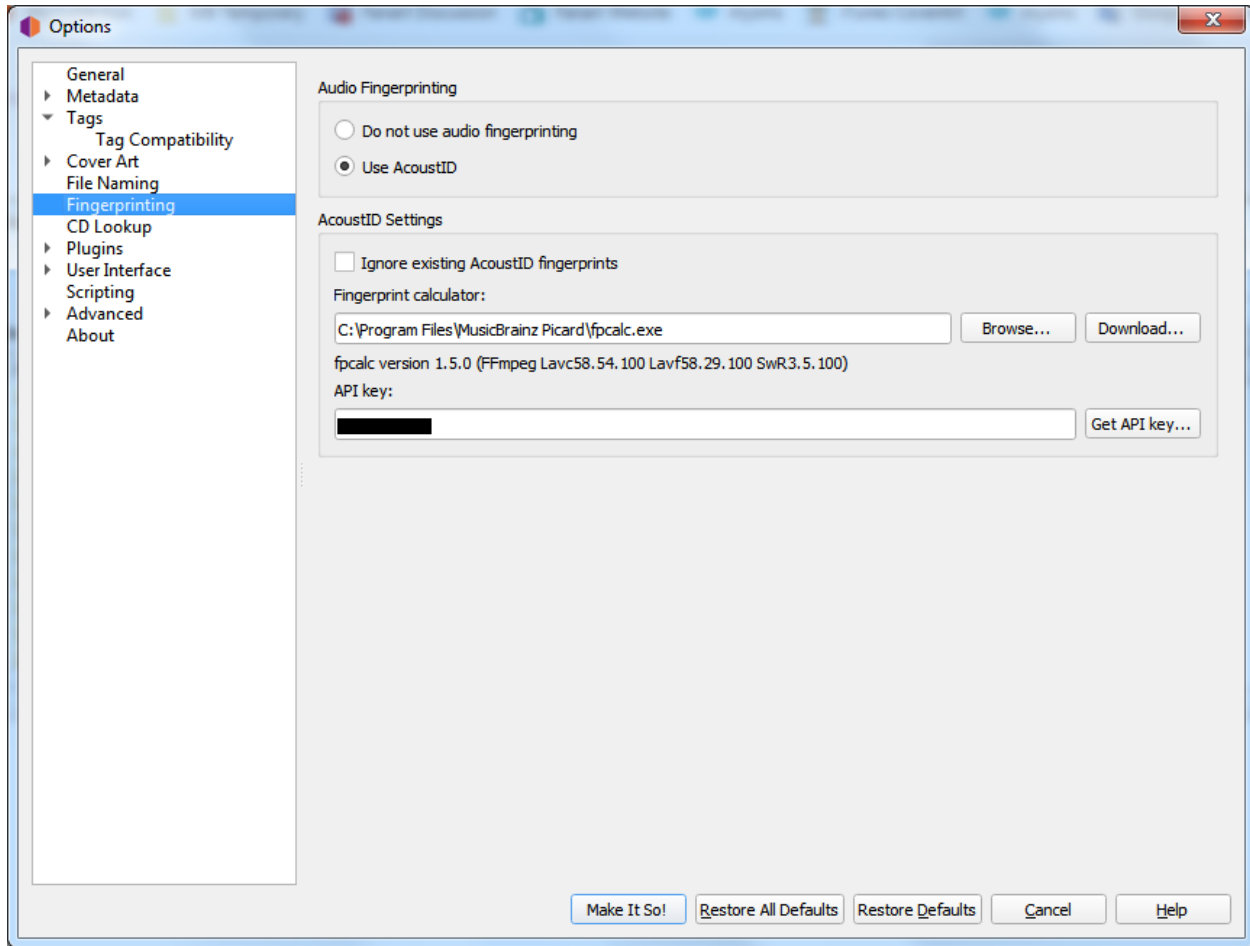 Options
General
Metadata
Tags
Tag Compatibility
Cover Art
File Naming
Fingerprinting
CD Lookup
Plugins
User Interface
Scripting
Advanced
About
Audio Fingerprinting
Do not use audio fingerprinting
Use AcoustID
AcoustID Settings
Ignore existing AcoustID fingerprints
Fingerprint calculator:
C:\Program Files\MusicBrainz Picard\fpcalc.exe Browse... Download...
fpcalc version 1.5.0 (FFmpeg Lavc58.54.100 Lavf58.29.100 SwR3.5.100)
API key:
Get API key...
Make It So! Restore All Defaults Restore Defaults Cancel Help